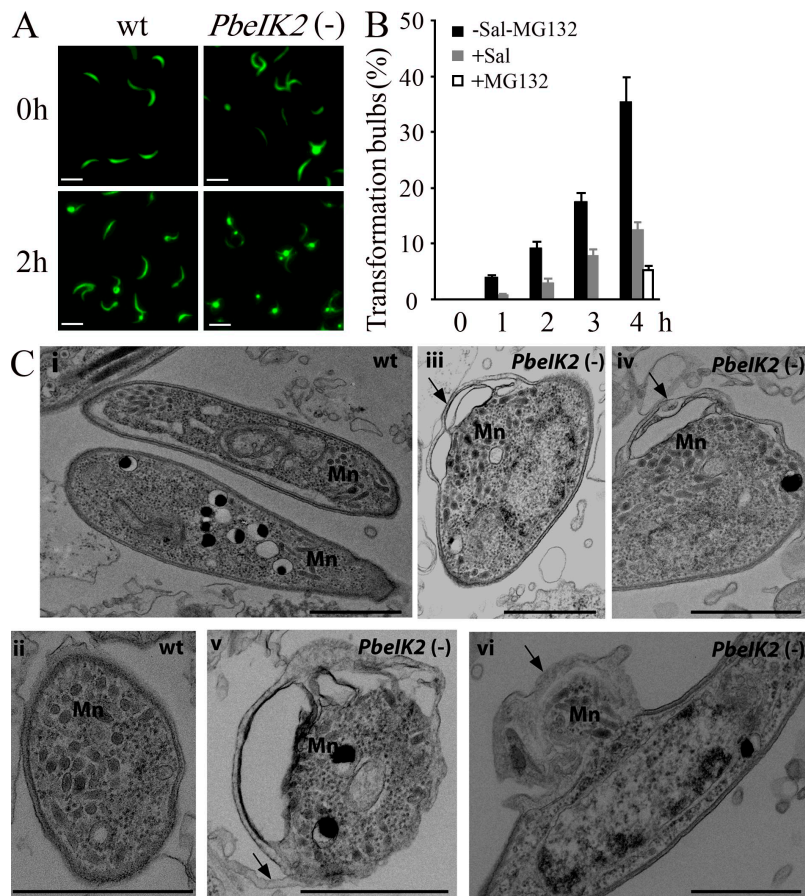 A
wt
PbeIK2 (-)
0h
2h
B
Transformation bulbs (%)
50
40
30
20
10
0
-Sal-MG132
+Sal
+MG132
0 1 2 3 4 h
C
i
wt
Mn
Mn
iii
PbeIK2 (-)
Mn
iv
PbeIK2 (-)
Mn
ii
wt
Mn
v
PbeIK2 (-)
Mn
vi
PbeIK2 (-)
Mn